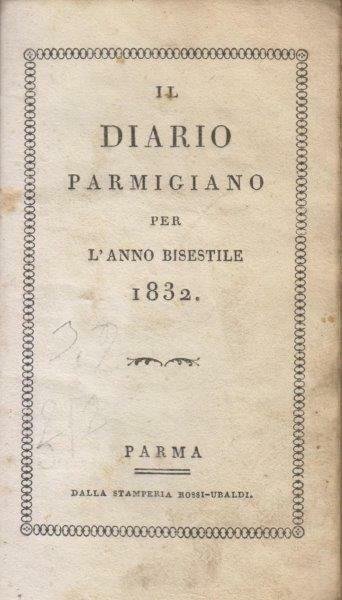 IL
DIARIO
PARMIGIANO
PER
L'ANNO BISESTILE
1832.
PARMA
DALLA STAMPERIA ROSSI-UBALDI.